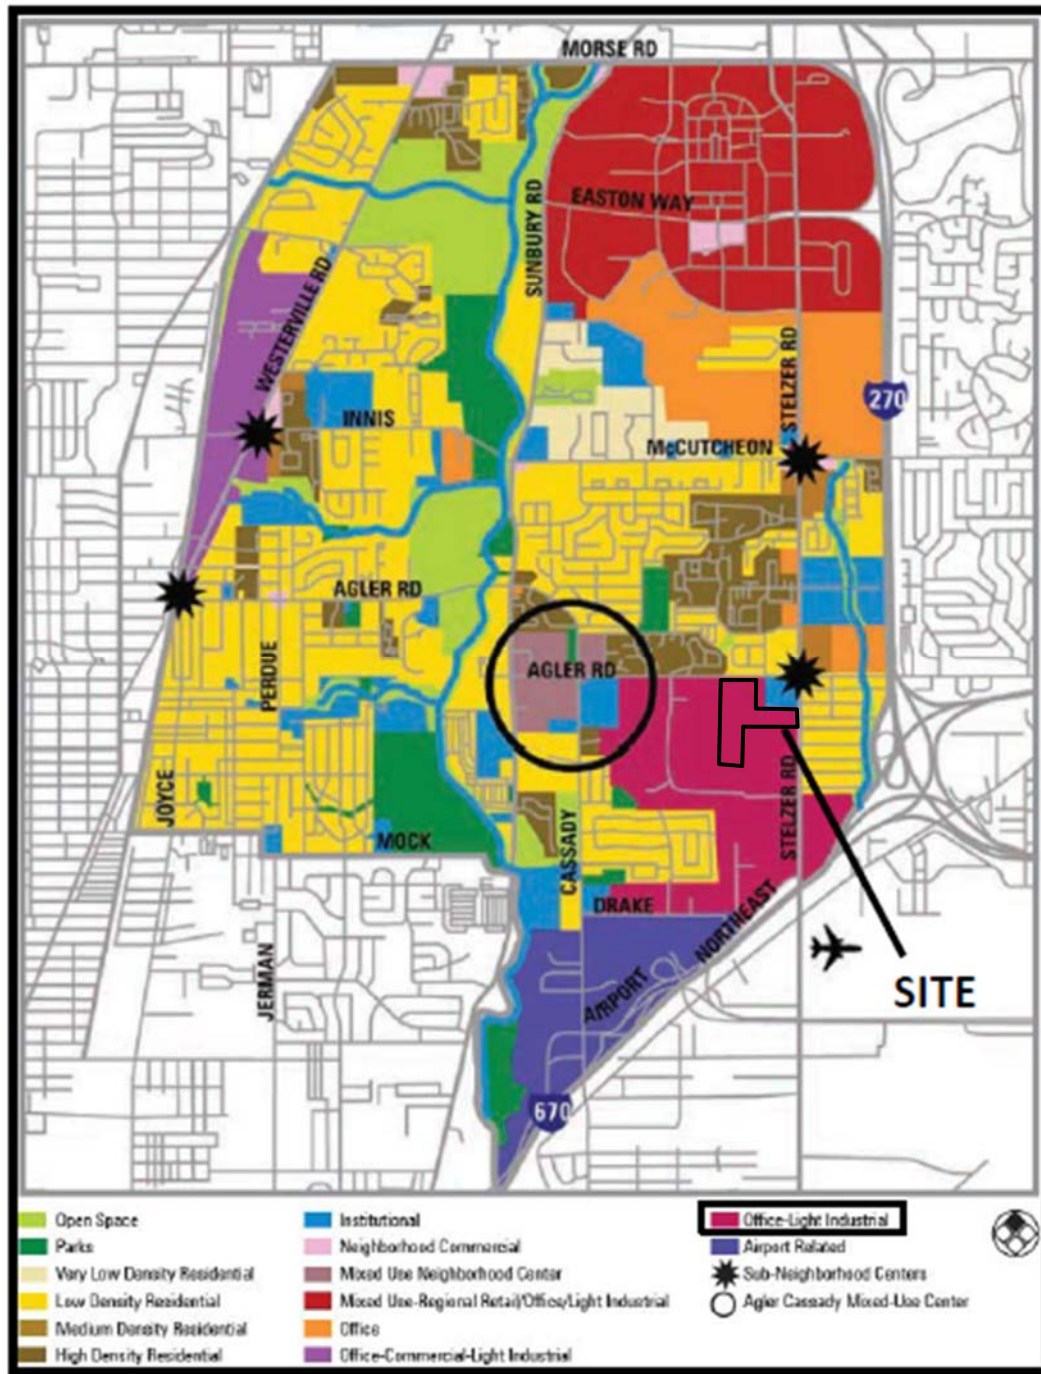 MORSE RD
EASTON WAY
SUNBURY RD
WESTERVILLE RD
STELZER RD
270
INNIS
McCUTCHEON
AGLER RD
AGLER RD
PERDUE
JOYCE
STELZER RD
MOCK
CASSADY
DRAKE
NORTHEAST
AIRPORT
JERMAN
SITE
670
Open Space
Parks
Very Low Density Residential
Low Density Residential
Medium Density Residential
High Density Residential
Institutional
Neighborhood Commercial
Mixed Use Neighborhood Center
Mixed Use-Regional Retail/Office/Light Industrial
Office
Office-Commercial-Light Industrial
Office-Light Industrial
Airport Related
Sub-Neighborhood Centers
Agler Cassady Mixed-Use Center